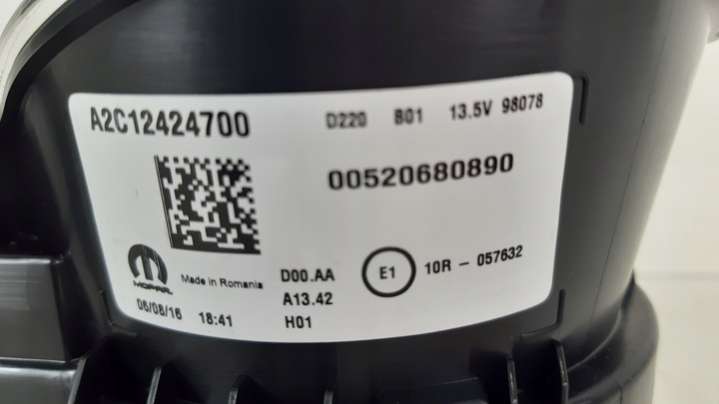 A2C12424700 D220 B01 13.5V 98078
00520680890
MOPAR Made in Romania D00.AA E1 10R - 057632
A13.42
06/08/16 18:41 H01